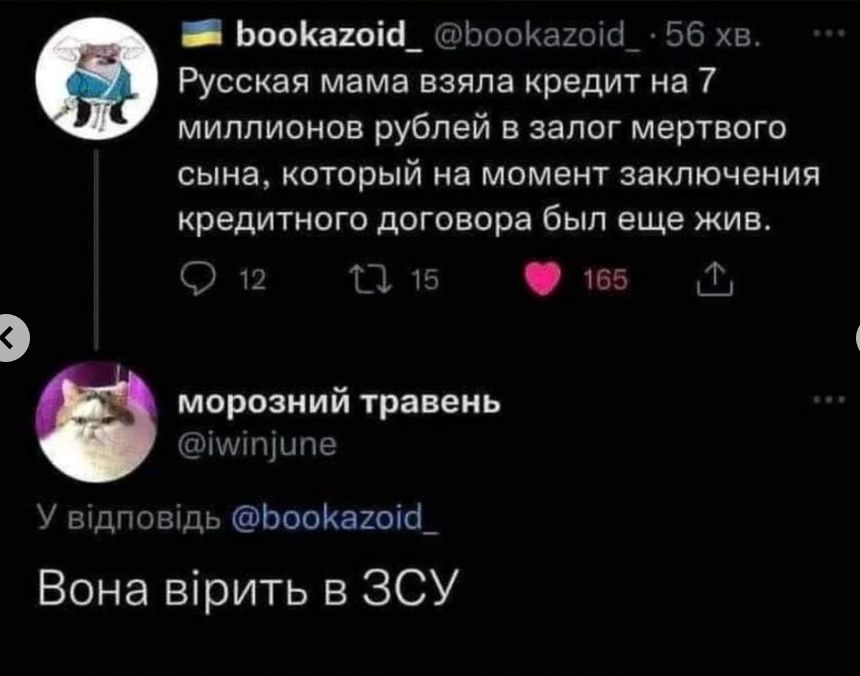 bookazoid_ @bookazoid_ · 56 хв.
Русская мама взяла кредит на 7
миллионов рублей в залог мертвого
сына, который на момент заключения
кредитного договора был еще жив.
12 15 165
морозний травень
@iwinjune
У відповідь @bookazoid_
Вона вірить в ЗСУ